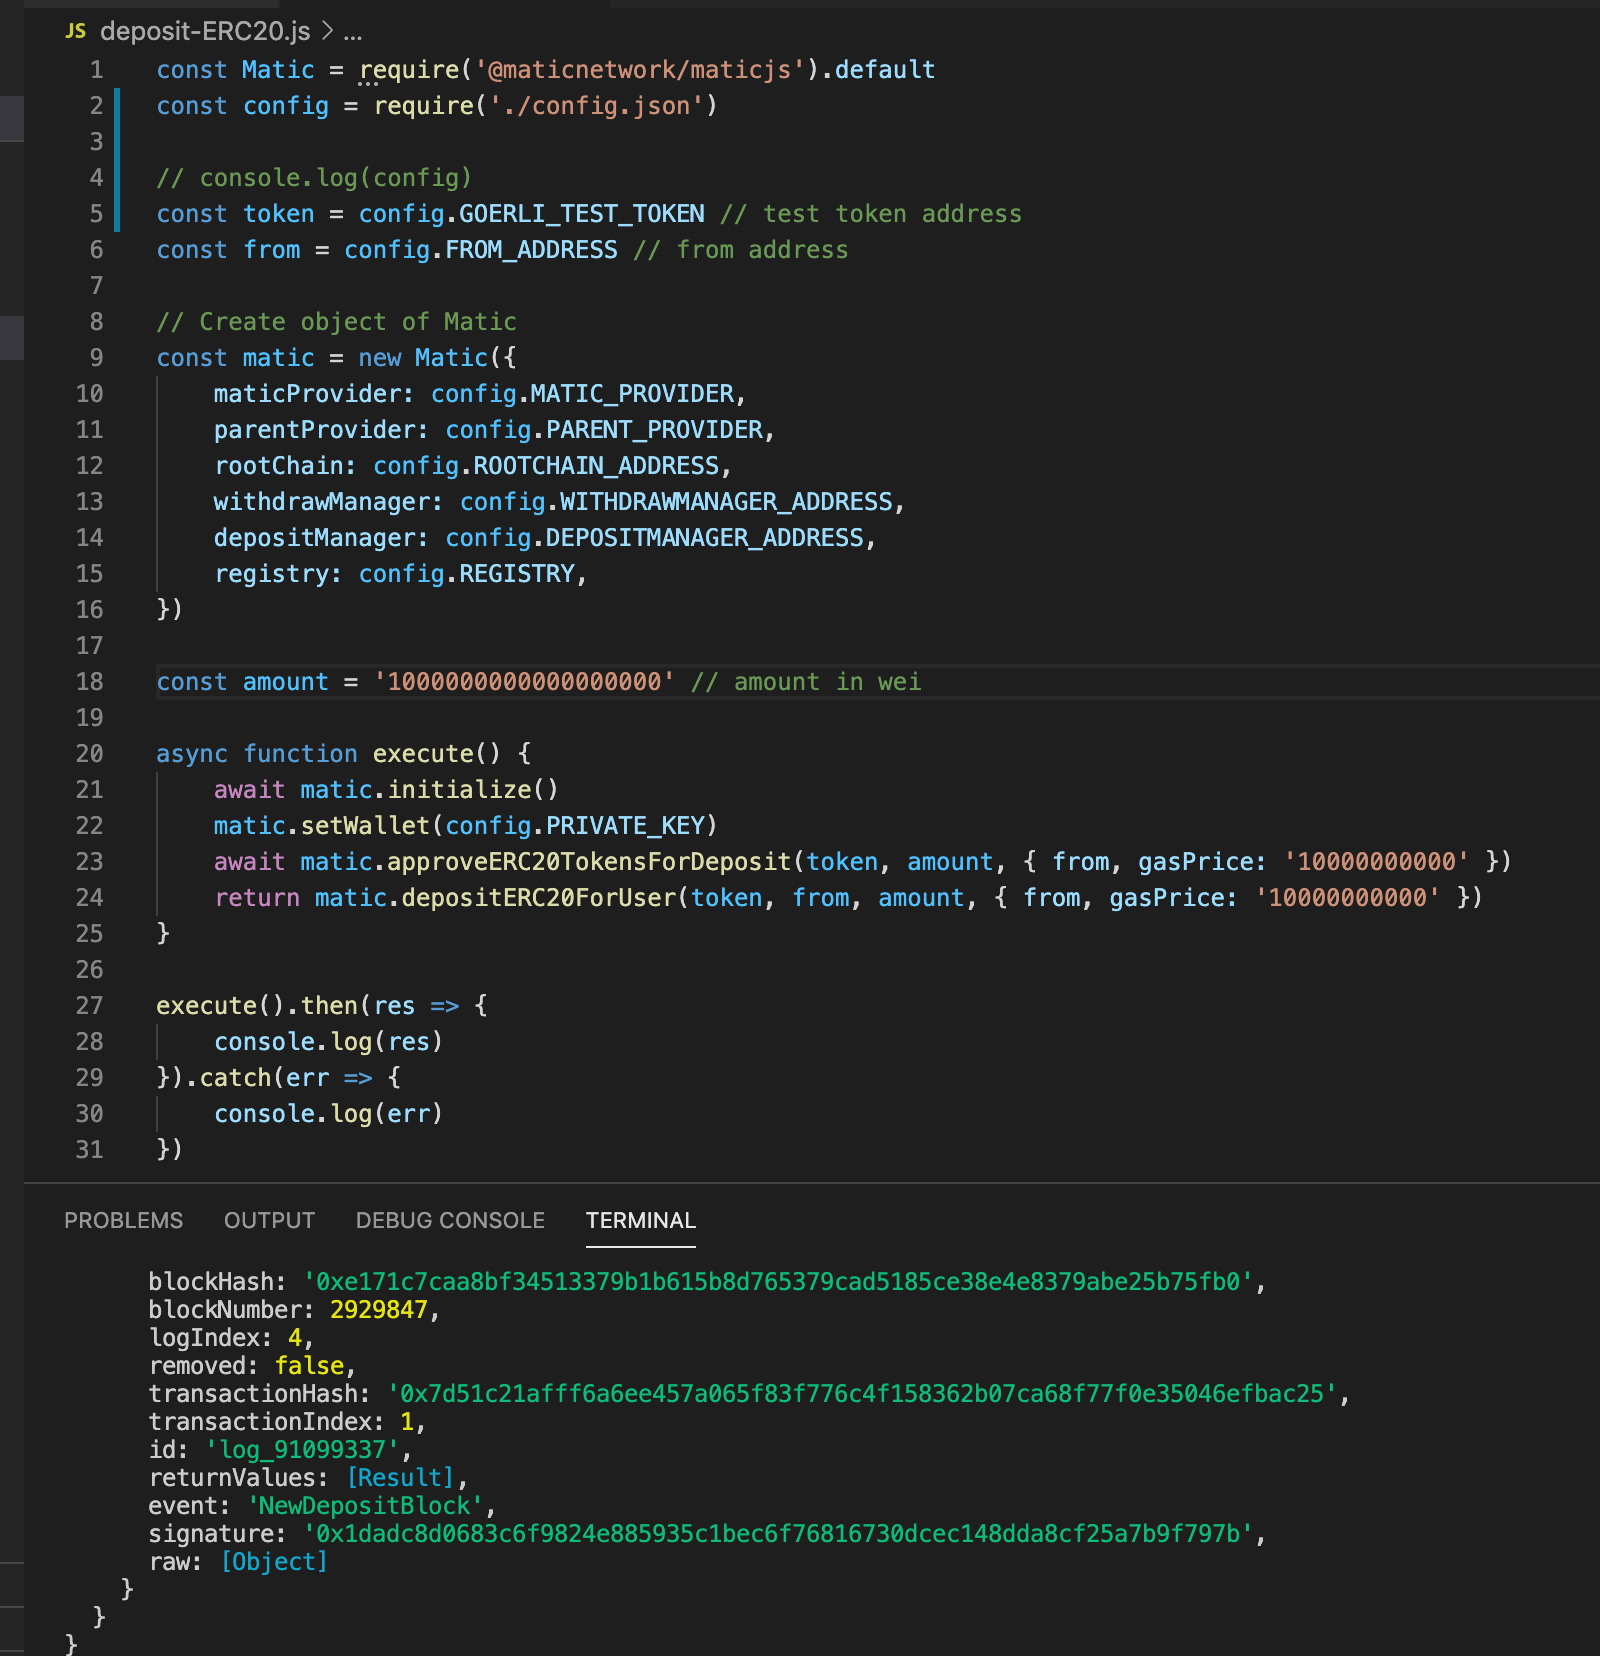 JS deposit-ERC20.js > ...
1 const Matic = require('@maticnetwork/maticjs').default
2 const config = require('./config.json')
3
4 // console.log(config)
5 const token = config.GOERLI_TEST_TOKEN // test token address
6 const from = config.FROM_ADDRESS // from address
7
8 // Create object of Matic
9 const matic = new Matic({
10     maticProvider: config.MATIC_PROVIDER,
11     parentProvider: config.PARENT_PROVIDER,
12     rootChain: config.ROOTCHAIN_ADDRESS,
13     withdrawManager: config.WITHDRAWMANAGER_ADDRESS,
14     depositManager: config.DEPOSITMANAGER_ADDRESS,
15     registry: config.REGISTRY,
16 })
17
18 const amount = '1000000000000000000' // amount in wei
19
20 async function execute() {
21     await matic.initialize()
22     matic.setWallet(config.PRIVATE_KEY)
23     await matic.approveERC20TokensForDeposit(token, amount, { from, gasPrice: '10000000000' })
24     return matic.depositERC20ForUser(token, from, amount, { from, gasPrice: '10000000000' })
25 }
26
27 execute().then(res => {
28     console.log(res)
29 }).catch(err => {
30     console.log(err)
31 })
PROBLEMS OUTPUT DEBUG CONSOLE TERMINAL
blockHash: '0xe171c7caa8bf34513379b1b615b8d765379cad5185ce38e4e8379abe25b75fb0',
blockNumber: 2929847,
logIndex: 4,
removed: false,
transactionHash: '0x7d51c21afff6a6ee457a065f83f776c4f158362b07ca68f77f0e35046efbac25',
transactionIndex: 1,
id: 'log_91099337',
returnValues: [Result],
event: 'NewDepositBlock',
signature: '0x1dadc8d0683c6f9824e885935c1bec6f76816730dcec148dda8cf25a7b9f797b',
raw: [Object]
}
}
}